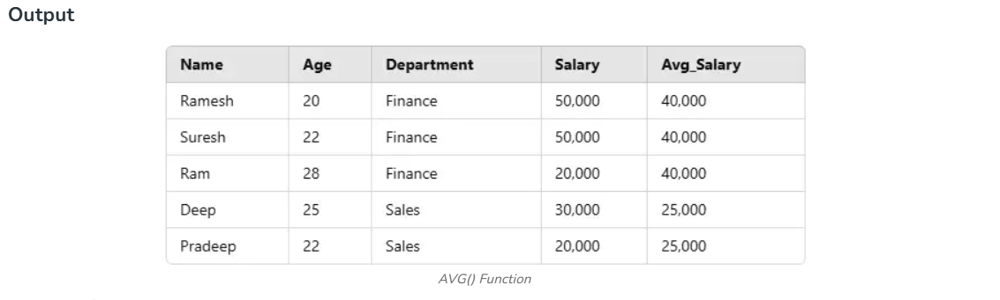 Output
Name Age Department Salary Avg_Salary
Ramesh 20 Finance 50,000 40,000
Suresh 22 Finance 50,000 40,000
Ram 28 Finance 20,000 40,000
Deep 25 Sales 30,000 25,000
Pradeep 22 Sales 20,000 25,000
AVG() Function